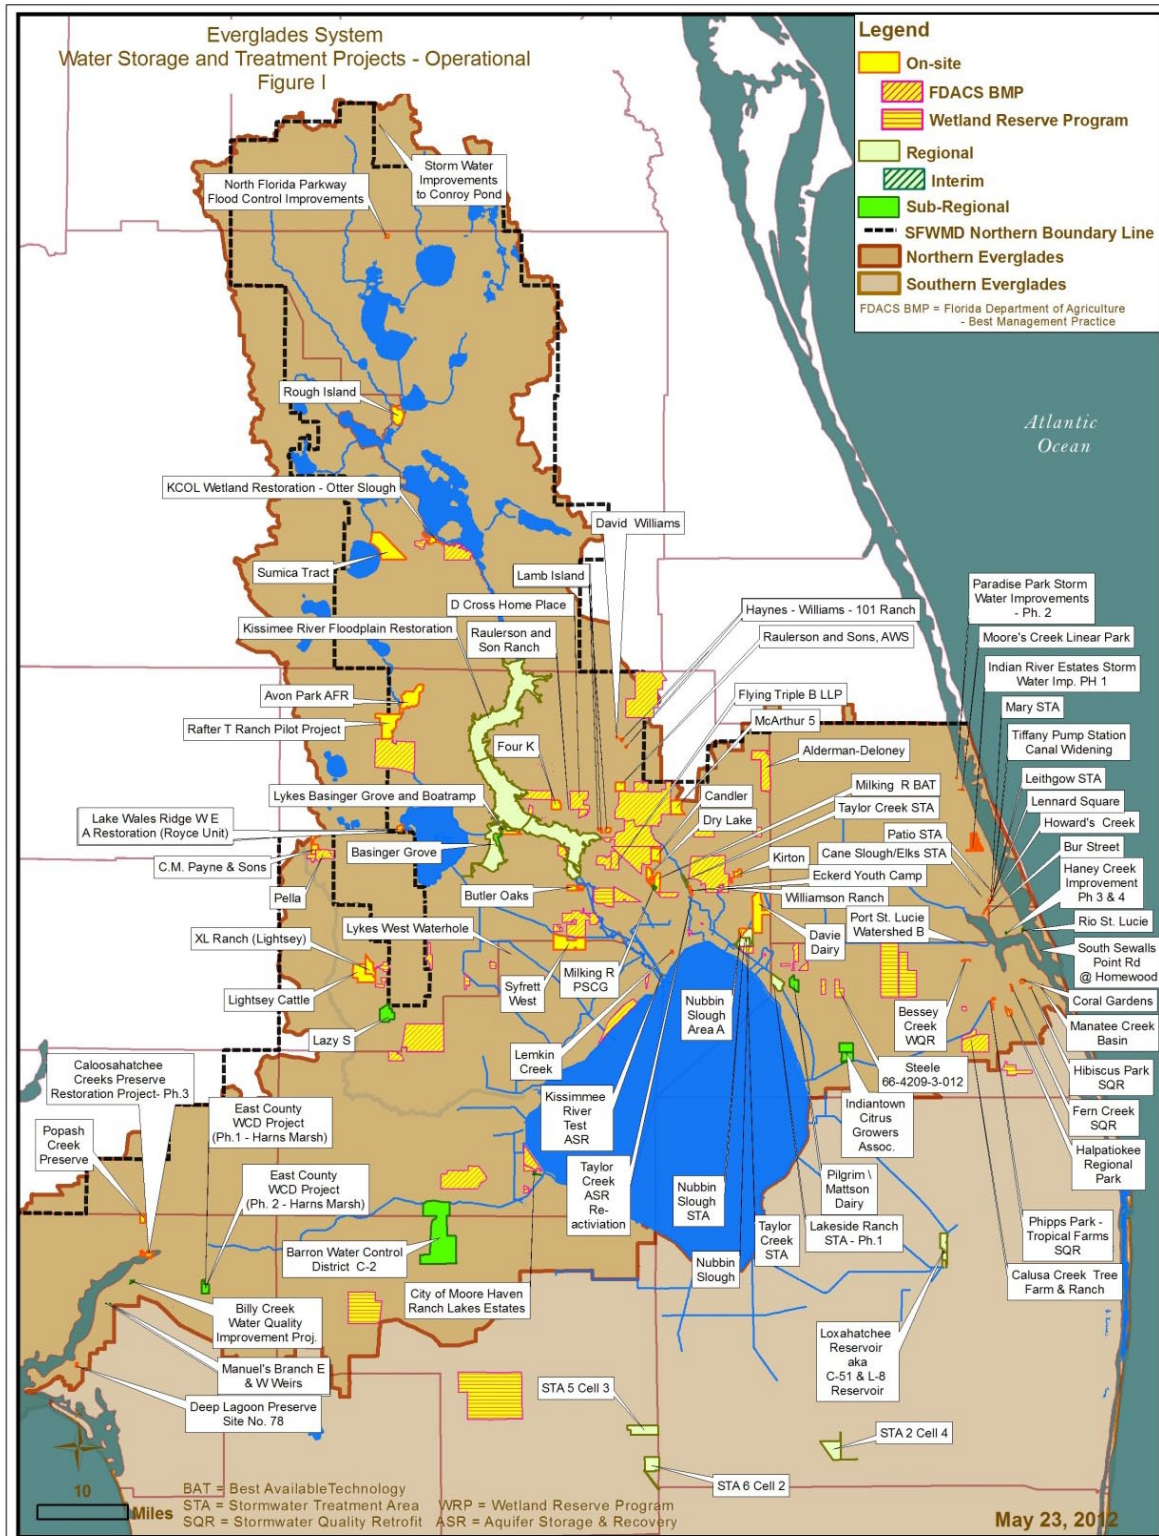 Everglades System
Water Storage and Treatment Projects - Operational
Figure I
Legend
On-site
FDACS BMP
Wetland Reserve Program
Regional
Interim
Sub-Regional
SFWMD Northern Boundary Line
Northern Everglades
Southern Everglades
FDACS BMP = Florida Department of Agriculture
- Best Management Practice
North Florida Parkway
Flood Control Improvements
Storm Water
Improvements
to Conroy Pond
Rough Island
Atlantic
Ocean
KCOL Wetland Restoration - Otter Slough
David Williams
Sumica Tract
Lamb Island
D Cross Home Place
Kissimee River Floodplain Restoration
Raulerson and
Son Ranch
Haynes - Williams - 101 Ranch
Raulerson and Sons, AWS
Paradise Park Storm
Water Improvements
- Ph. 2
Moore's Creek Linear Park
Indian River Estates Storm
Water Imp. PH 1
Avon Park AFR
Flying Triple B LLP
Mary STA
Rafter T Ranch Pilot Project
McArthur 5
Tiffany Pump Station
Canal Widening
Four K
Alderman-Deloney
Leithgow STA
Lykes Basinger Grove and Boatramp
Candler
Milking R BAT
Lennard Square
Lake Wales Ridge W E
A Restoration (Royce Unit)
Taylor Creek STA
Howard's Creek
Dry Lake
Patio STA
Basinger Grove
Cane Slough/Elks STA
Bur Street
C.M. Payne & Sons
Kirton
Haney Creek
Improvement
Ph 3 & 4
Eckerd Youth Camp
Pella
Butler Oaks
Williamson Ranch
Rio St. Lucie
XL Ranch (Lightsey)
Lykes West Waterhole
Davie
Dairy
Port St. Lucie
Watershed B
South Sewalls
Point Rd
@ Homewood
Lightsey Cattle
Syfrett
West
Milking R
PSCG
Nubbin
Slough
Area A
Bessey
Creek
WQR
Coral Gardens
Lazy S
Lemkin
Creek
Manatee Creek
Basin
Steele
66-4209-3-012
Caloosahatchee
Creeks Preserve
Restoration Project- Ph.3
Hibiscus Park
SQR
Kissimmee
River
Test
ASR
Indiantown
Citrus
Growers
Assoc.
East County
WCD Project
(Ph.1 - Harns Marsh)
Fern Creek
SQR
Popash
Creek
Preserve
Halpatiokee
Regional
Park
Taylor
Creek
ASR
Re-
activiation
Nubbin
Slough
STA
Pilgrim \
Mattson
Dairy
East County
WCD Project
(Ph. 2 - Harns Marsh)
Taylor
Creek
STA
Lakeside Ranch
STA - Ph.1
Phipps Park -
Tropical Farms
SQR
Barron Water Control
District C-2
Nubbin
Slough
Calusa Creek Tree
Farm & Ranch
City of Moore Haven
Ranch Lakes Estates
Billy Creek
Water Quality
Improvement Proj.
Loxahatchee
Reservoir
aka
C-51 & L-8
Reservoir
Manuel's Branch E
& W Weirs
STA 5 Cell 3
Deep Lagoon Preserve
Site No. 78
STA 2 Cell 4
STA 6 Cell 2
10
Miles
BAT = Best AvailableTechnology
STA = Stormwater Treatment Area WRP = Wetland Reserve Program
SQR = Stormwater Quality Retrofit ASR = Aquifer Storage & Recovery
May 23, 2012